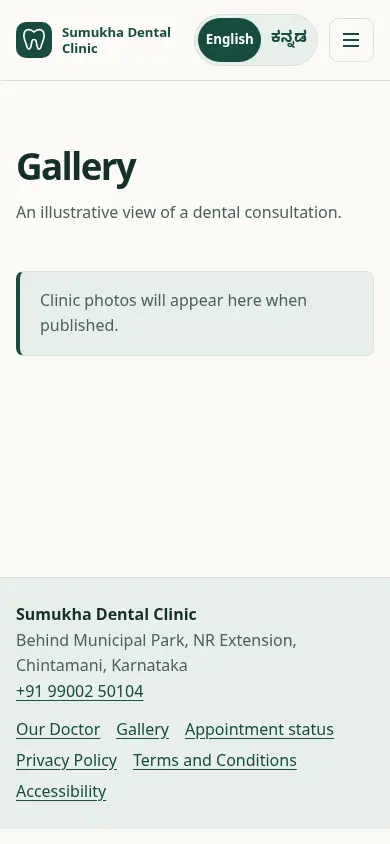 Sumukha Dental
Clinic
English
ಕನ್ನಡ
Gallery
An illustrative view of a dental consultation.
Clinic photos will appear here when
published.
Sumukha Dental Clinic
Behind Municipal Park, NR Extension,
Chintamani, Karnataka
+91 99002 50104
Our Doctor Gallery Appointment status
Privacy Policy Terms and Conditions
Accessibility